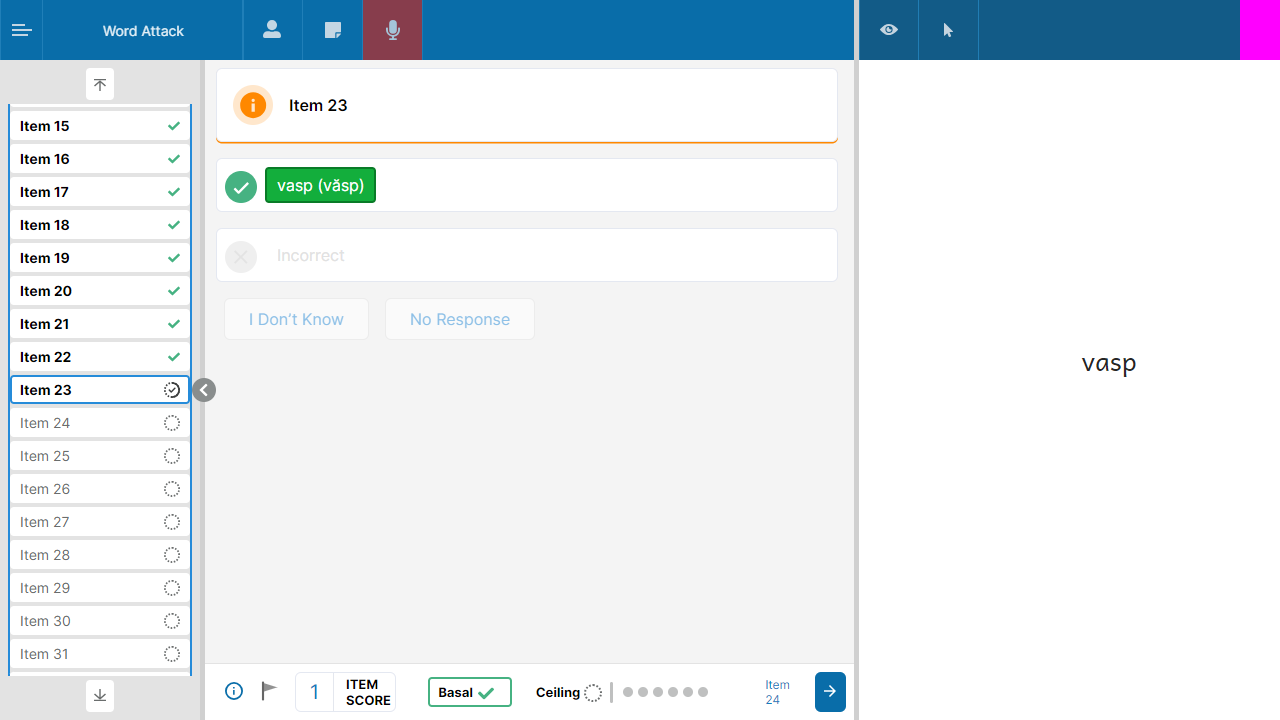 Word Attack
Item 15
Item 16
Item 17
Item 18
Item 19
Item 20
Item 21
Item 22
Item 23
Item 24
Item 25
Item 26
Item 27
Item 28
Item 29
Item 30
Item 31
Item 23
vasp (văsp)
Incorrect
I Don't Know
No Response
1
ITEM
SCORE
Basal
Ceiling
Item
24
vasp